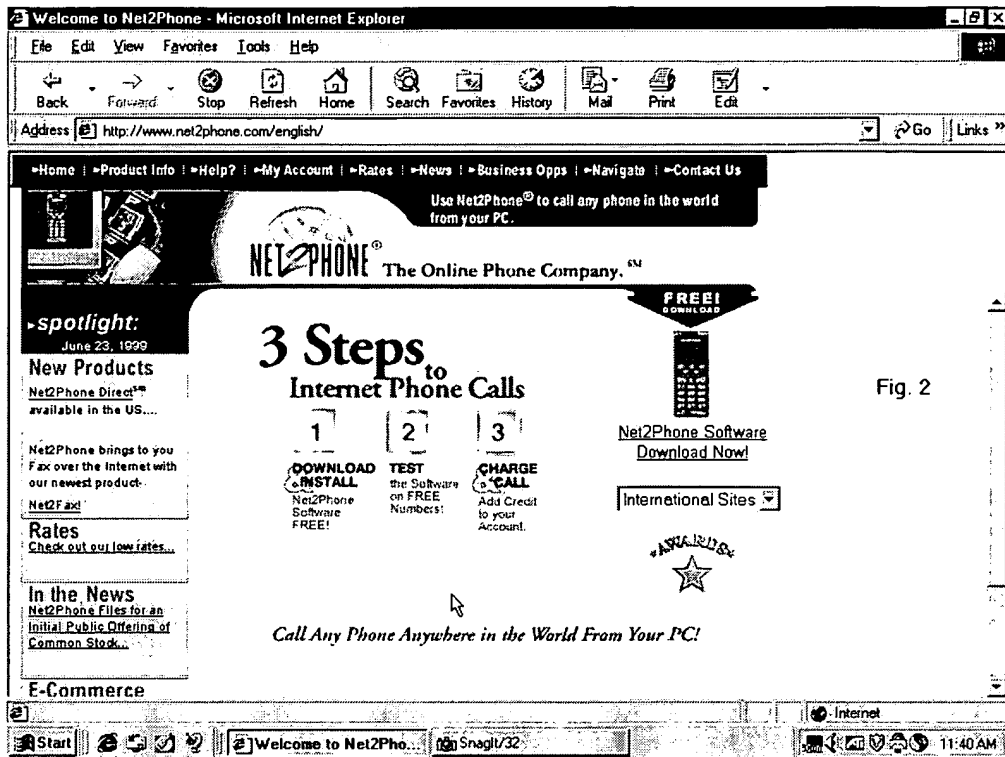 Welcome to Net2Phone - Microsoft Internet Explorer
File Edit View Favorites Tools Help
Back Forward Stop Refresh Home Search Favorites History Mail Print Edit
Address http://www.net2phone.com/english/ Go Links »
Home | Product Info | Help? | My Account | Rates | News | Business Opps | Navigate | Contact Us
Use Net2Phone® to call any phone in the world
from your PC.
NET2PHONE® The Online Phone Company.℠
spotlight:
June 23, 1999
New Products
Net2Phone Direct℠
available in the US....
Net2Phone brings to you
Fax over the Internet with
our newest product-
Net2Fax!
Rates
Check out our low rates...
In the News
Net2Phone Files for an
Initial Public Offering of
Common Stock...
E-Commerce
3 Steps
to
Internet Phone Calls
1 2 3
DOWNLOAD
& INSTALL
Net2Phone
Software
FREE!
TEST
the Software
on FREE
Numbers!
CHARGE
& CALL
Add Credit
to your
Account.
Call Any Phone Anywhere in the World From Your PC!
FREE!
DOWNLOAD
Net2Phone Software
Download Now!
International Sites
AWARDS
Fig. 2
Internet
Start Welcome to Net2Pho... SnagIt/32 11:40 AM